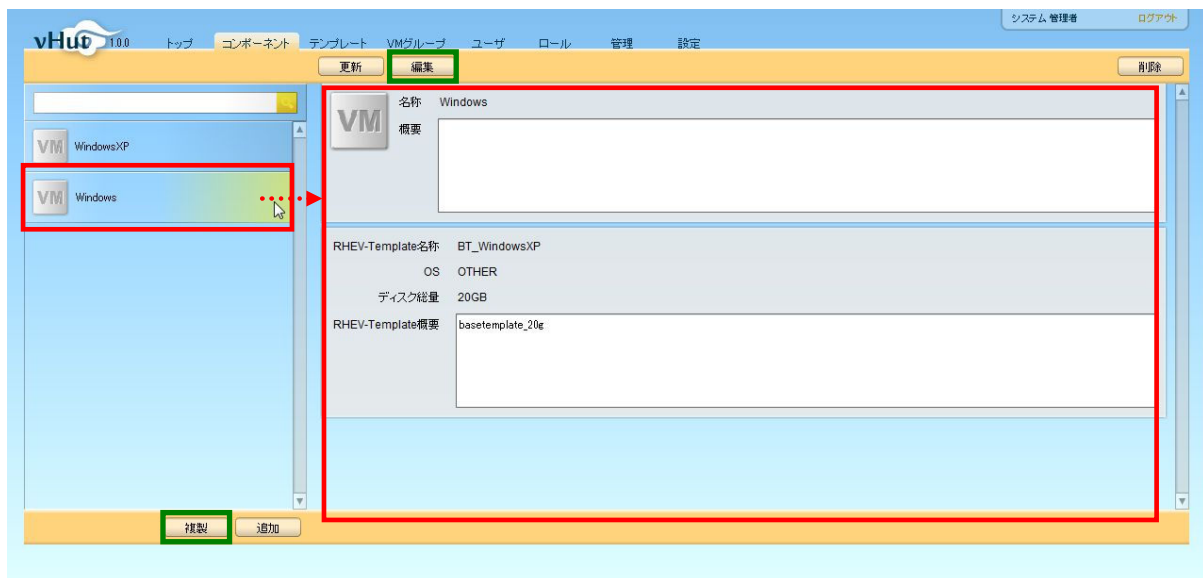 システム 管理者 ログアウト
vHut 1.0.0 トップ コンポーネント テンプレート VMグループ ユーザ ロール 管理 設定
更新 編集 削除
VM 名称 Windows
概要
VM WindowsXP
VM Windows
RHEV-Template名称 BT_WindowsXP
OS OTHER
ディスク総量 20GB
RHEV-Template概要 basetemplate_20g
複製 追加